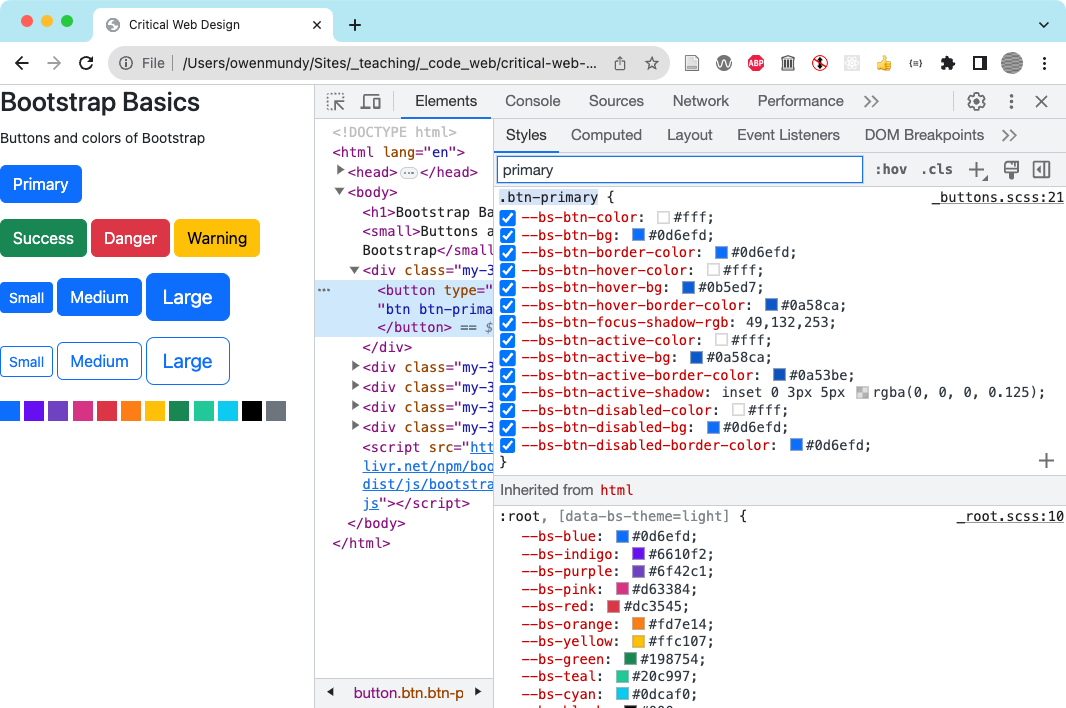 Critical Web Design
File
/Users/owenmundy/Sites/_teaching/_code_web/critical-web-...
ABP
Bootstrap Basics
Buttons and colors of Bootstrap
Primary
Success Danger Warning
Small Medium Large
Small Medium Large
Elements Console Sources Network Performance
<!DOCTYPE html>
<html lang="en">
<head> ··· </head>
<body>
<h1>Bootstrap Ba
<small>Buttons a
Bootstrap</small
<div class="my-3
<button type="
"btn btn-prima
</button> == $
</div>
<div class="my-3
<div class="my-3
<div class="my-3
<div class="my-3
<script src="htt
livr.net/npm/boo
dist/js/bootstra
js"></script>
</body>
</html>
button.btn.btn-p
Styles Computed Layout Event Listeners DOM Breakpoints
primary
:hov .cls
.btn-primary { _buttons.scss:21
--bs-btn-color: #fff;
--bs-btn-bg: #0d6efd;
--bs-btn-border-color: #0d6efd;
--bs-btn-hover-color: #fff;
--bs-btn-hover-bg: #0b5ed7;
--bs-btn-hover-border-color: #0a58ca;
--bs-btn-focus-shadow-rgb: 49,132,253;
--bs-btn-active-color: #fff;
--bs-btn-active-bg: #0a58ca;
--bs-btn-active-border-color: #0a53be;
--bs-btn-active-shadow: inset 0 3px 5px rgba(0, 0, 0, 0.125);
--bs-btn-disabled-color: #fff;
--bs-btn-disabled-bg: #0d6efd;
--bs-btn-disabled-border-color: #0d6efd;
}
Inherited from html
:root, [data-bs-theme=light] { _root.scss:10
--bs-blue: #0d6efd;
--bs-indigo: #6610f2;
--bs-purple: #6f42c1;
--bs-pink: #d63384;
--bs-red: #dc3545;
--bs-orange: #fd7e14;
--bs-yellow: #ffc107;
--bs-green: #198754;
--bs-teal: #20c997;
--bs-cyan: #0dcaf0;